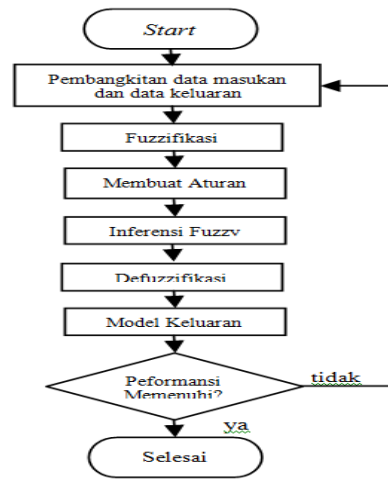 Start
Pembangkitan data masukan
dan data keluaran
Fuzzifikasi
Membuat Aturan
Inferensi Fuzzy
Defuzzifikasi
Model Keluaran
Peformansi
Memenuhi?
tidak
ya
Selesai